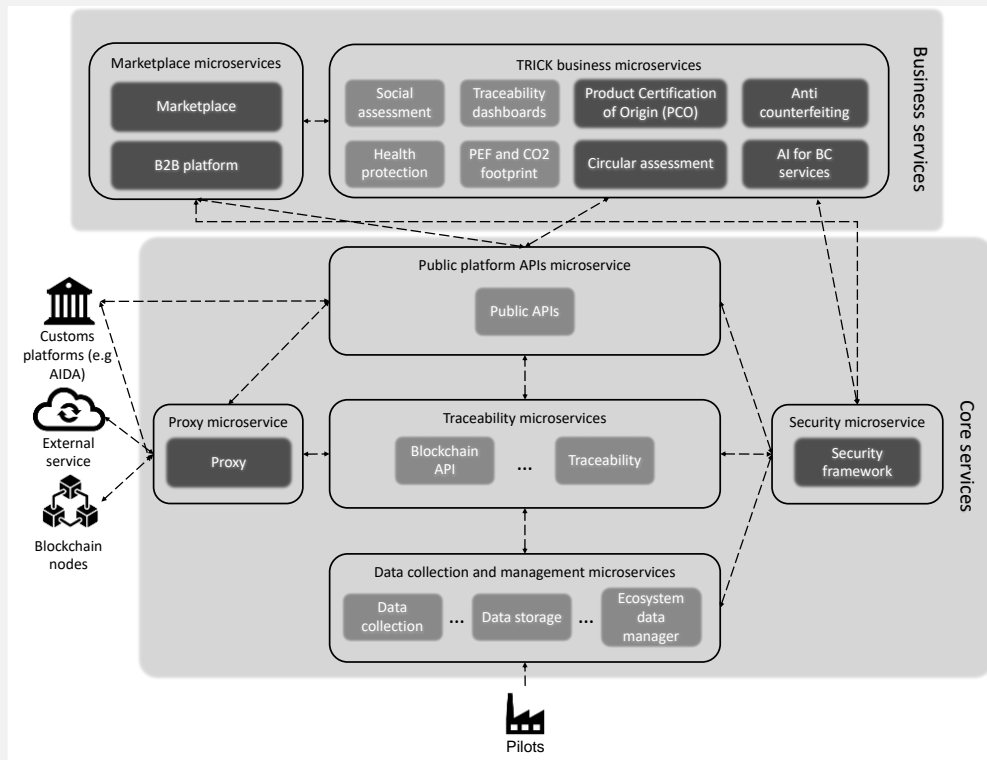 Business services
Marketplace microservices
Marketplace
B2B platform
TRICK business microservices
Social
assessment
Traceability
dashboards
Product Certification
of Origin (PCO)
Anti
counterfeiting
Health
protection
PEF and CO2
footprint
Circular assessment
AI for BC
services
Core services
Public platform APIs microservice
Public APIs
Customs
platforms (e.g
AIDA)
External
service
Blockchain
nodes
Proxy microservice
Proxy
Traceability microservices
Blockchain
API
...
Traceability
Security microservice
Security
framework
Data collection and management microservices
Data
collection
...
Data storage
...
Ecosystem
data
manager
Pilots